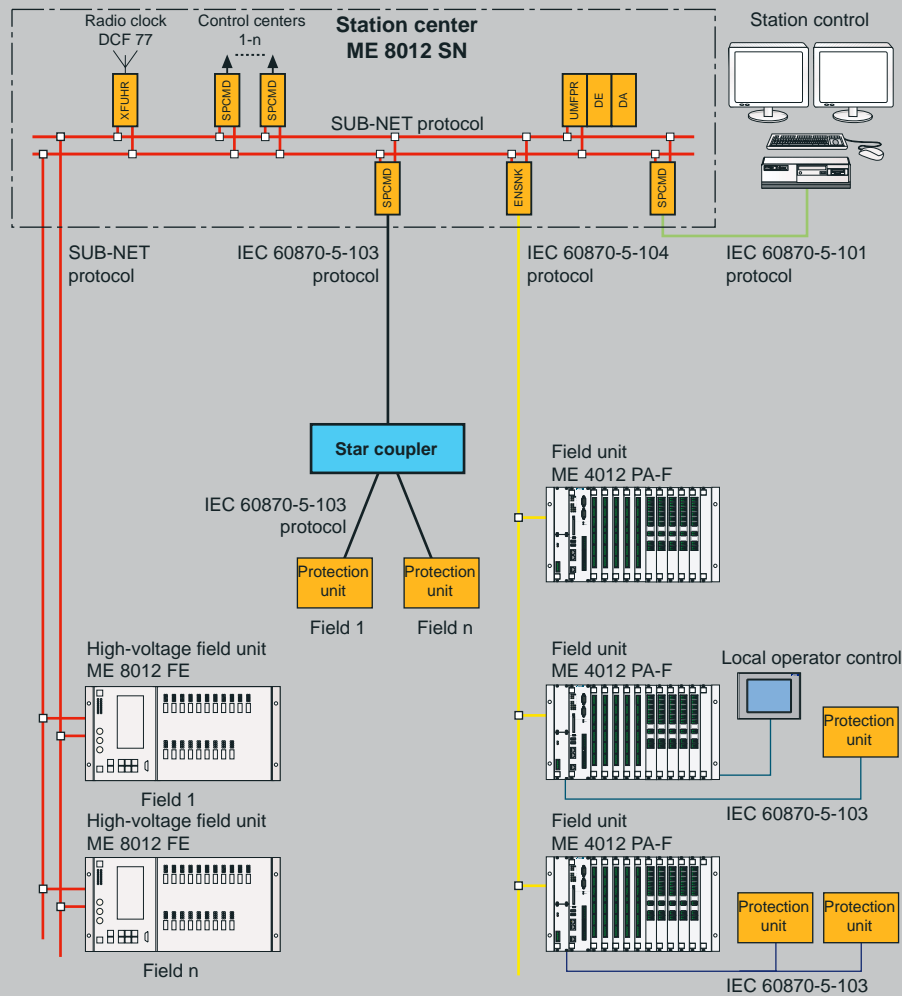 Radio clock
DCF 77
Control centers
1-n
Station center
ME 8012 SN
Station control
XFUHR
SPCMD
SPCMD
UMFPR
DE
DA
SUB-NET protocol
SPCMD
ENSNK
SPCMD
SUB-NET
protocol
IEC 60870-5-103
protocol
IEC 60870-5-104
protocol
IEC 60870-5-101
protocol
Star coupler
IEC 60870-5-103
protocol
Protection
unit
Field 1
Protection
unit
Field n
Field unit
ME 4012 PA-F
High-voltage field unit
ME 8012 FE
Field 1
Field unit
ME 4012 PA-F
Local operator control
Protection
unit
IEC 60870-5-103
High-voltage field unit
ME 8012 FE
Field n
Field unit
ME 4012 PA-F
Protection
unit
Protection
unit
IEC 60870-5-103